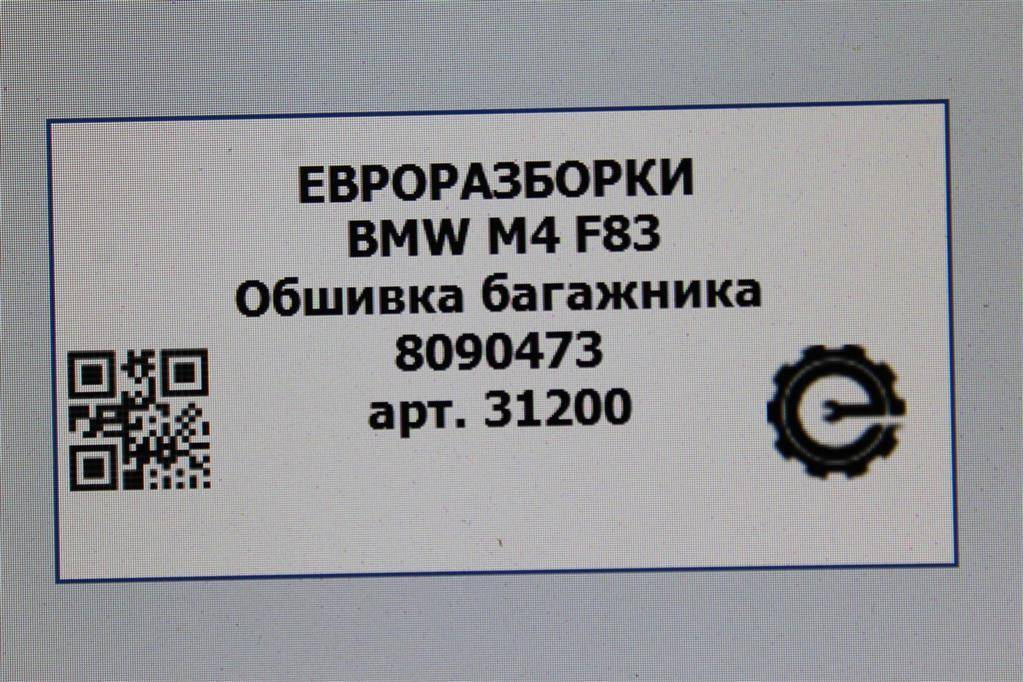 ЕВРОРАЗБОРКИ
BMW M4 F83
Обшивка багажника
8090473
арт. 31200